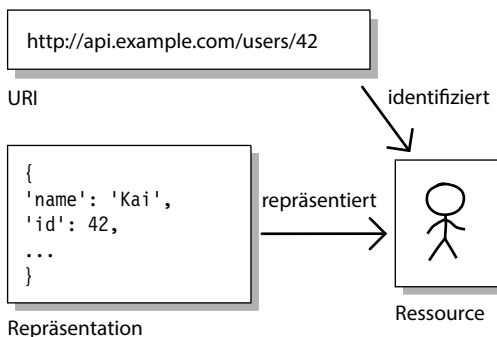 http://api.example.com/users/42
URI
identifiziert
{
'name': 'Kai',
'id': 42,
...
}
repräsentiert
Repräsentation
Ressource